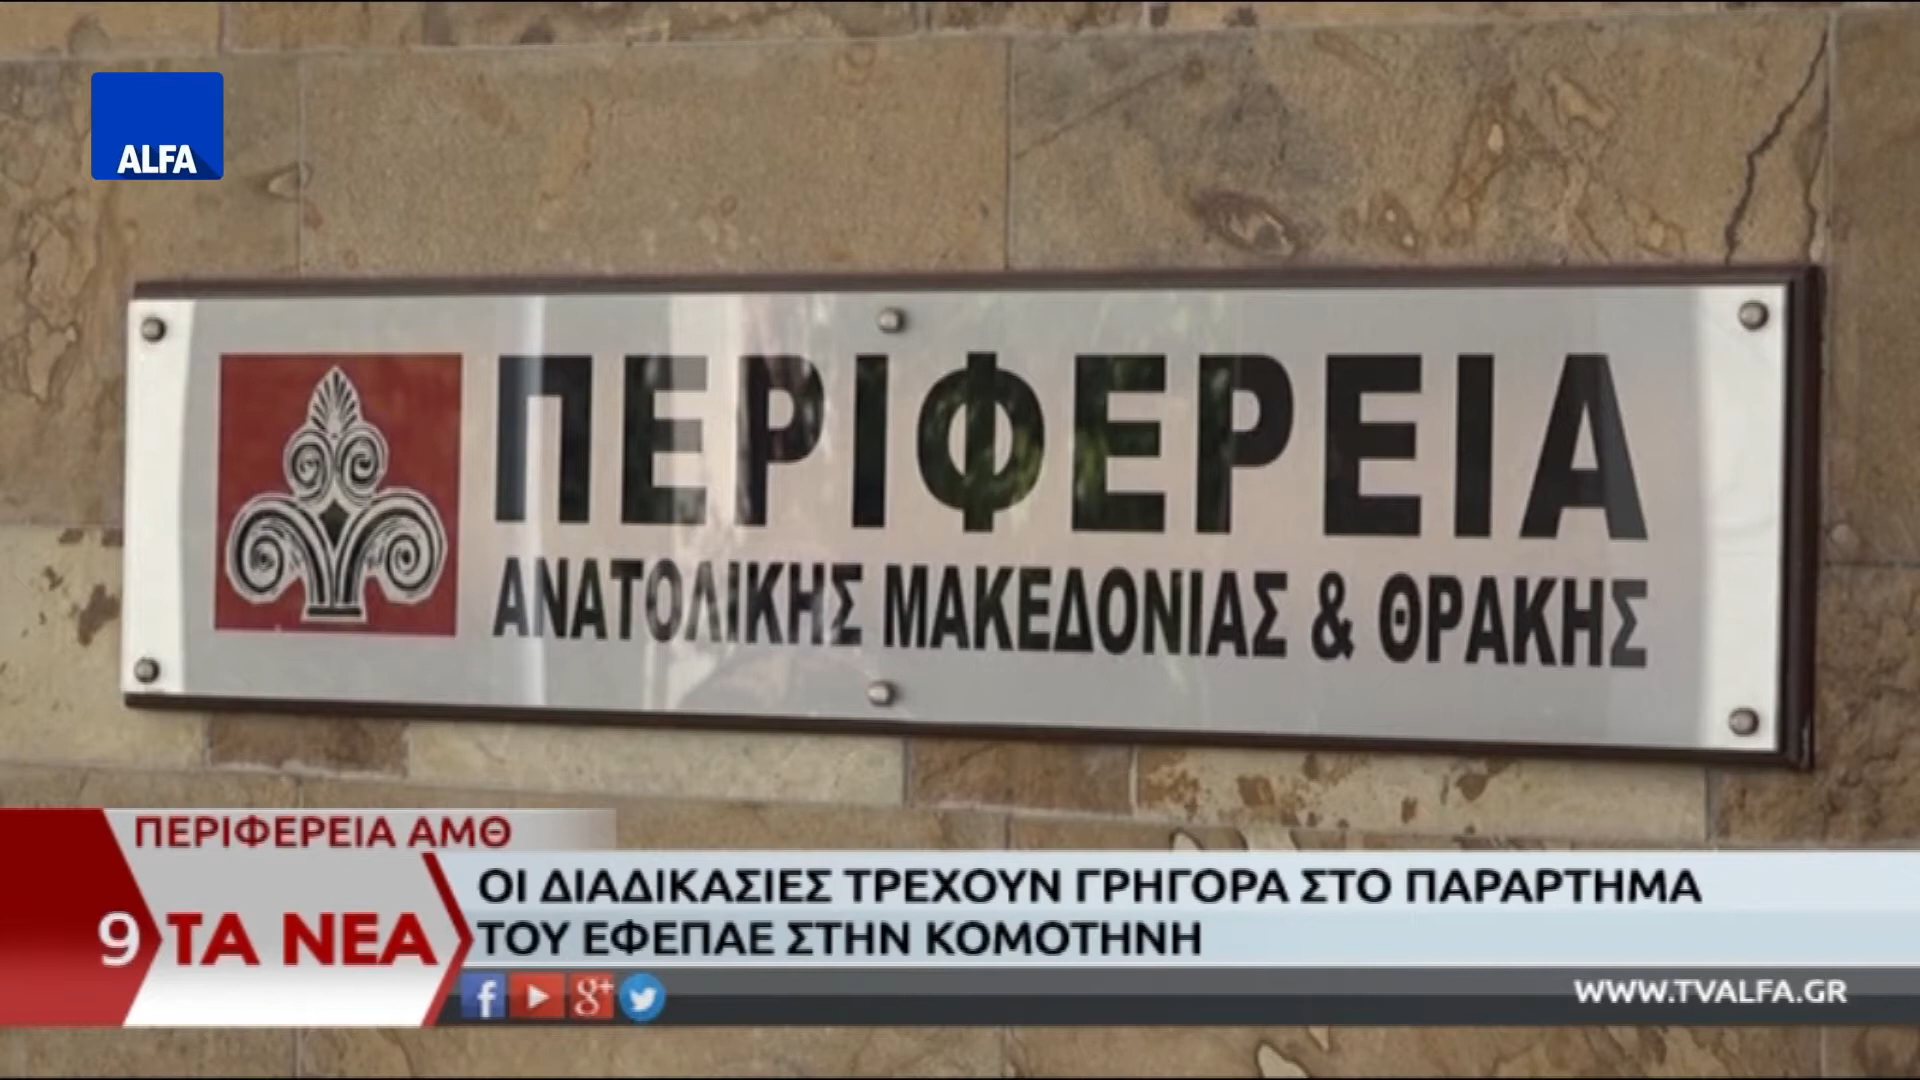 ALFA
ΠΕΡΙΦΕΡΕΙΑ
ΑΝΑΤΟΛΙΚΗΣ ΜΑΚΕΔΟΝΙΑΣ & ΘΡΑΚΗΣ
ΠΕΡΙΦΕΡΕΙΑ ΑΜΘ
ΟΙ ΔΙΑΔΙΚΑΣΙΕΣ ΤΡΕΧΟΥΝ ΓΡΗΓΟΡΑ ΣΤΟ ΠΑΡΑΡΤΗΜΑ
ΤΟΥ ΕΦΕΠΑΕ ΣΤΗΝ ΚΟΜΟΤΗΝΗ
9 ΤΑ ΝΕΑ
f g+
WWW.TVALFA.GR